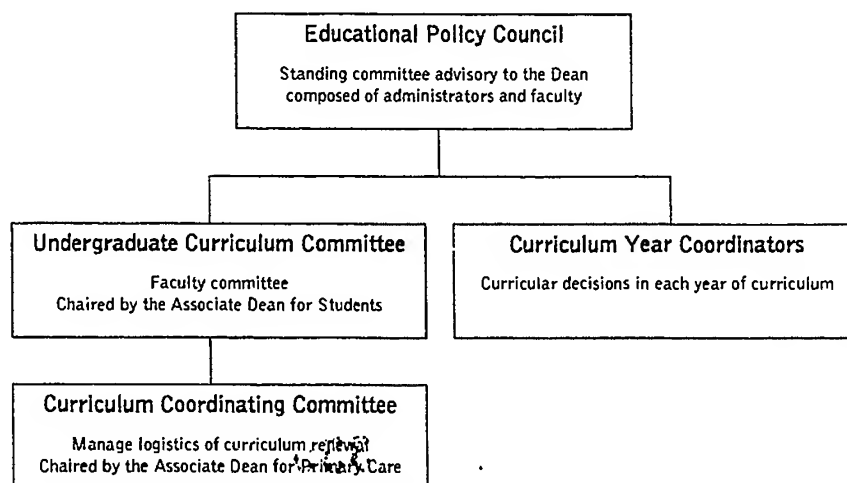 Educational Policy Council
Standing committee advisory to the Dean
composed of administrators and faculty
Undergraduate Curriculum Committee
Faculty committee
Chaired by the Associate Dean for Students
Curriculum Year Coordinators
Curricular decisions in each year of curriculum
Curriculum Coordinating Committee
Manage logistics of curriculum renewal
Chaired by the Associate Dean for Primary Care